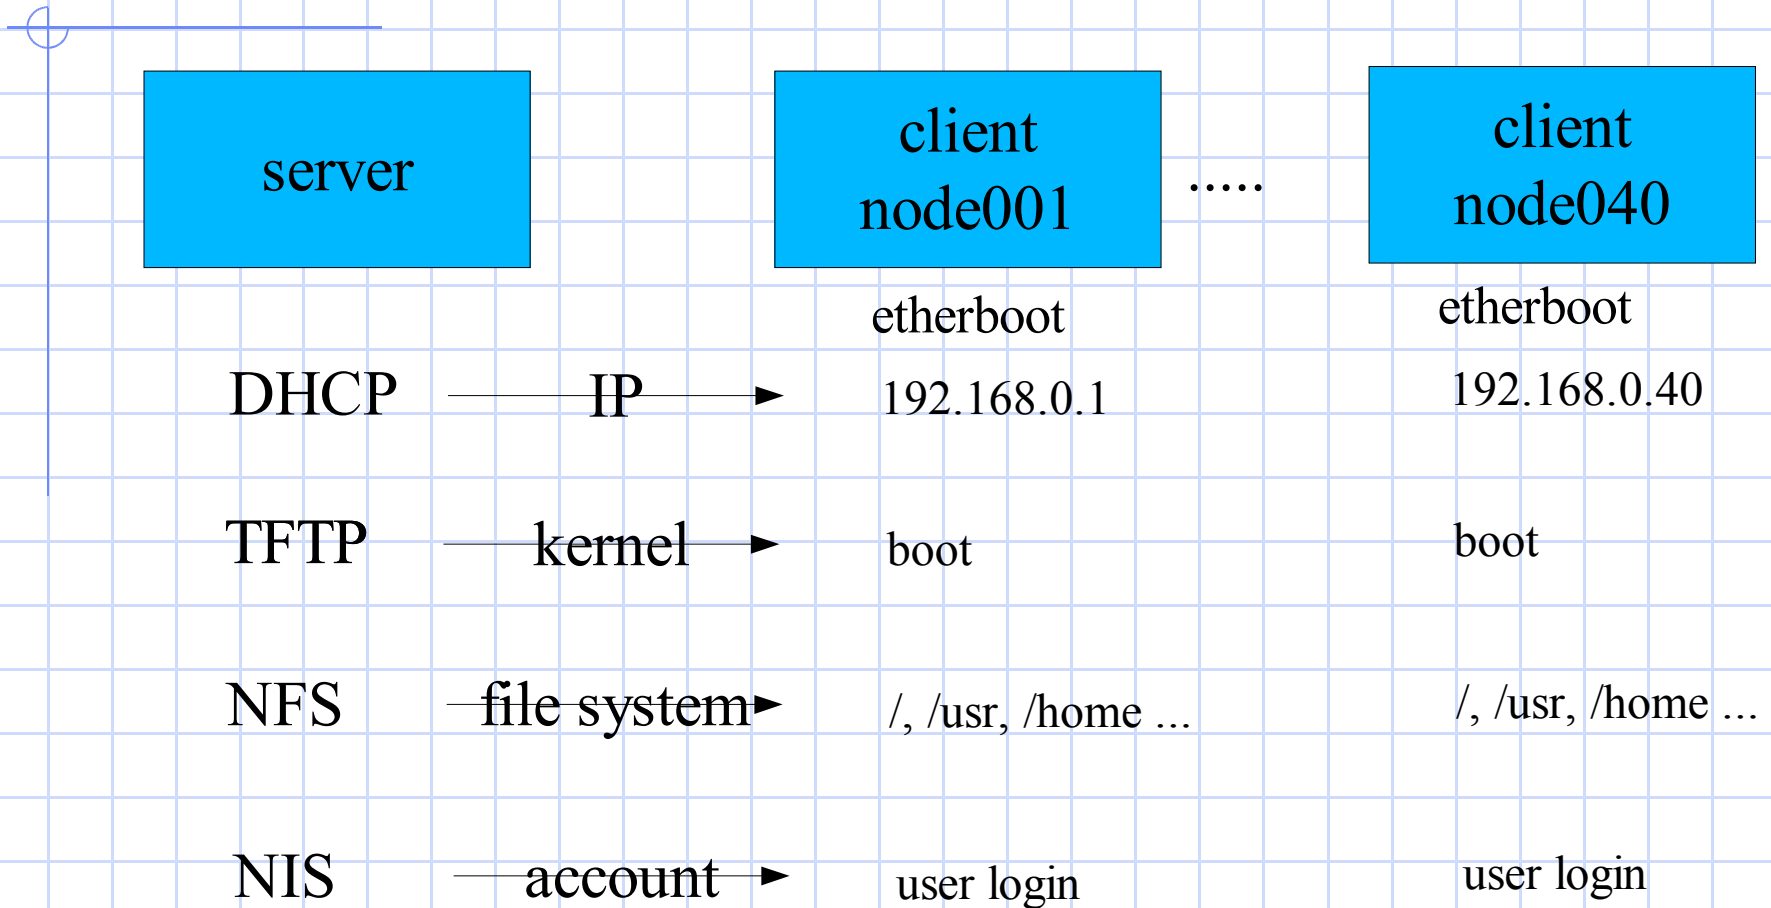 server
client
node001
.....
client
node040
etherboot
etherboot
DHCP IP 192.168.0.1 192.168.0.40
TFTP kernel boot boot
NFS file system /, /usr, /home ... /, /usr, /home ...
NIS account user login user login